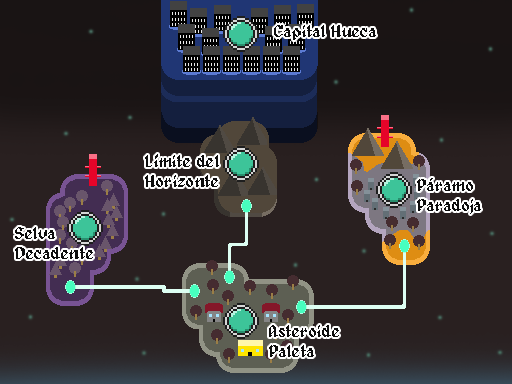 Capital Hueca
Límite del
Horizonte
Páramo
Paradoja
Selva
Decadente
Asteroide
Paleta